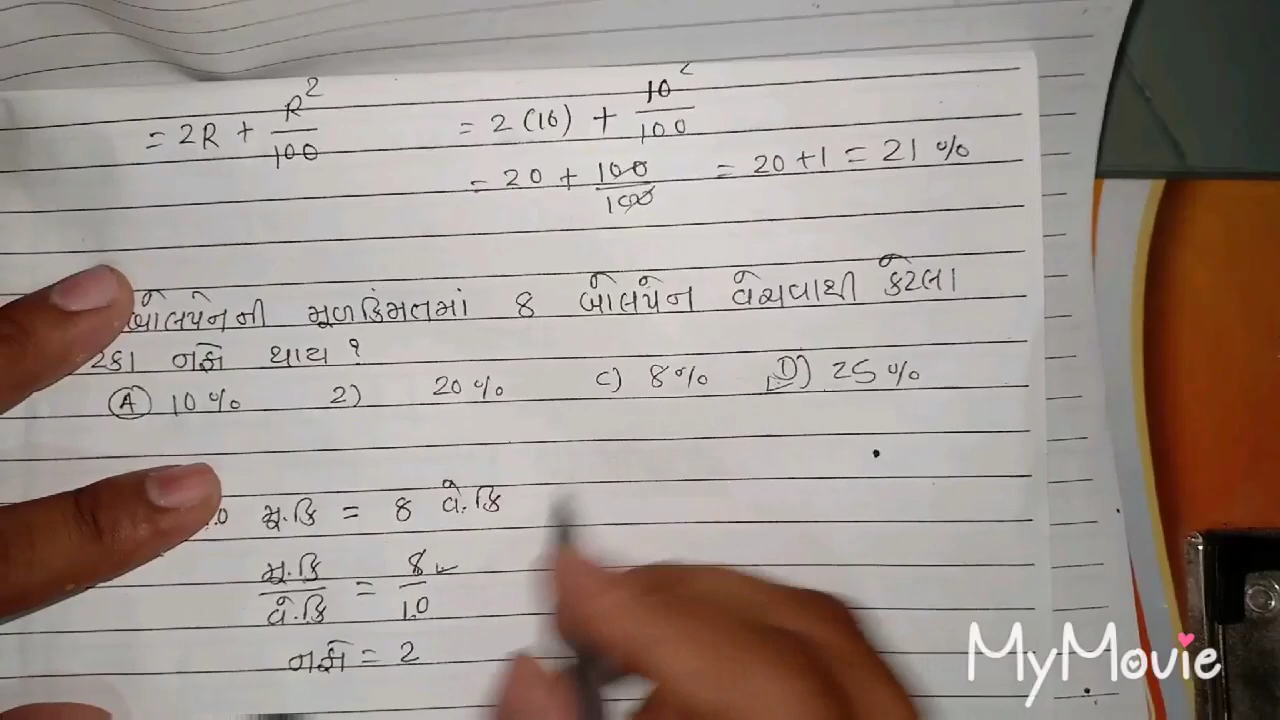 = 2R + R²/100 = 2 (10) + 10²/100
= 20 + 100/100 = 20 + 1 = 21 %
બોલપેનની મૂળકિંમતમાં 8 બોલપેન વેચવાથી કેટલા
ટકા નફો થાય ?
A) 10 % 2) 20 % C) 8 % D) 25 %
10 મૂ.કિ = 8 વે.કિ
મૂ.કિ/વે.કિ = 8/10
નફો = 2
MyMovie